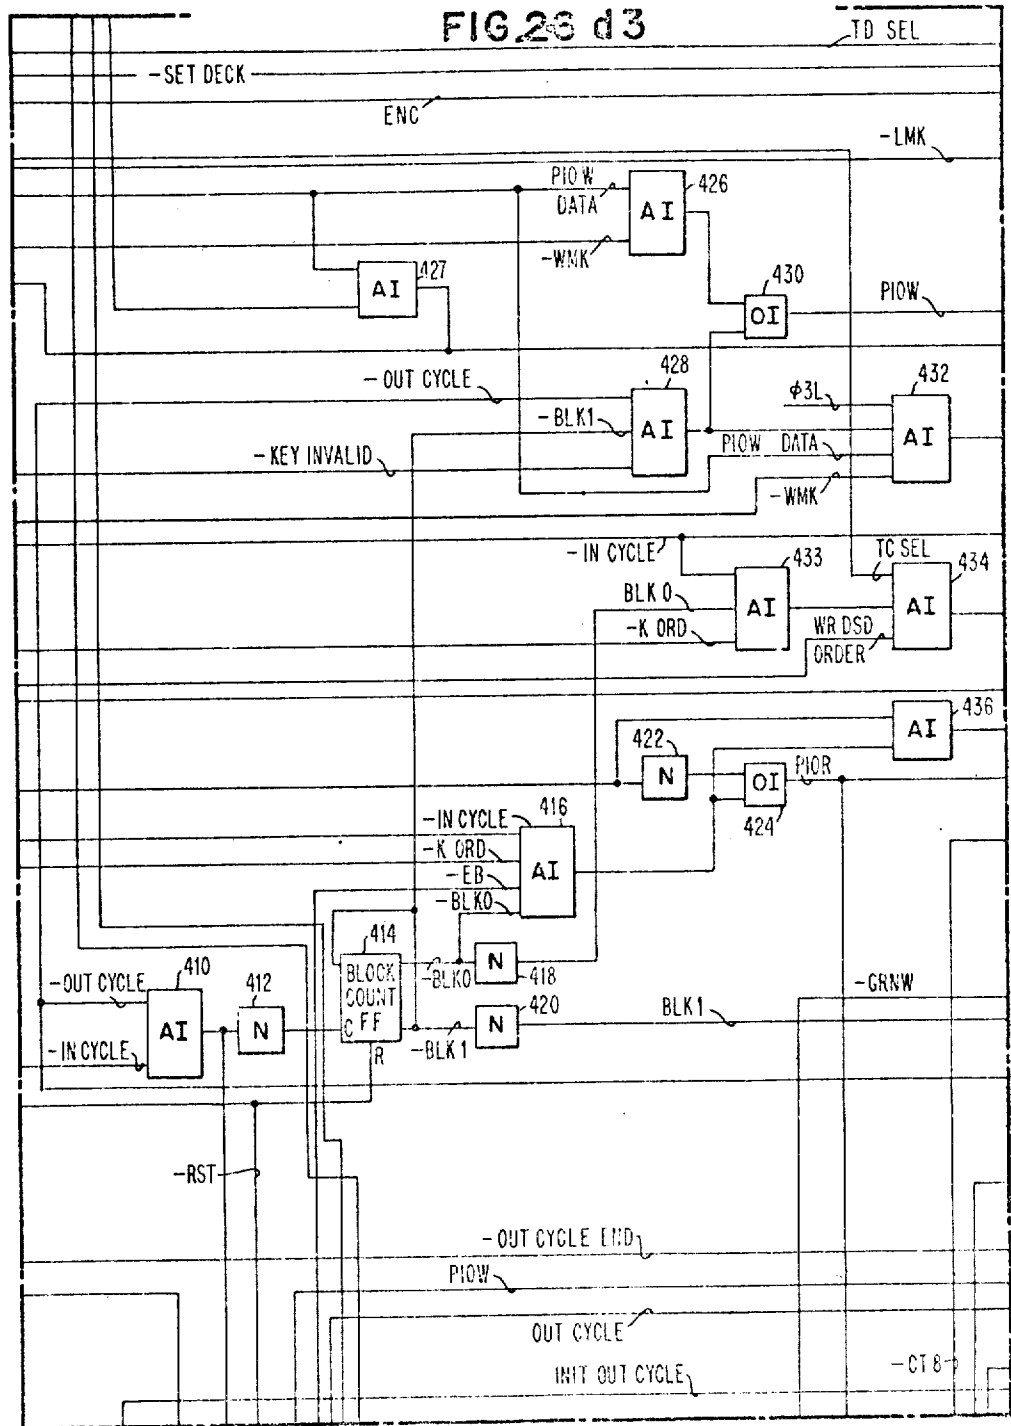 FIG.26 d3
TD SEL
-SET DECK
ENC
-LMK
PIOW
DATA
426
AI
-WMK
427
AI
430
OI
PIOW
-OUT CYCLE
428
AI
-BLK1
-KEY INVALID
φ3L
432
AI
PIOW DATA
-WMK
-IN CYCLE
433
AI
BLK 0
-K ORD
TC SEL
434
AI
WR DSD
ORDER
436
AI
422
N
OI
424
PIOR
-IN CYCLE
416
AI
-K ORD
-EB
-BLK0
414
BLOCK
COUNT
FF
C
R
-BLK0
N
418
-BLK1
N
420
BLK1
-GRNW
-OUT CYCLE
410
AI
412
N
-IN CYCLE
-RST
-OUT CYCLE END
PIOW
OUT CYCLE
-CT8
INIT OUT CYCLE